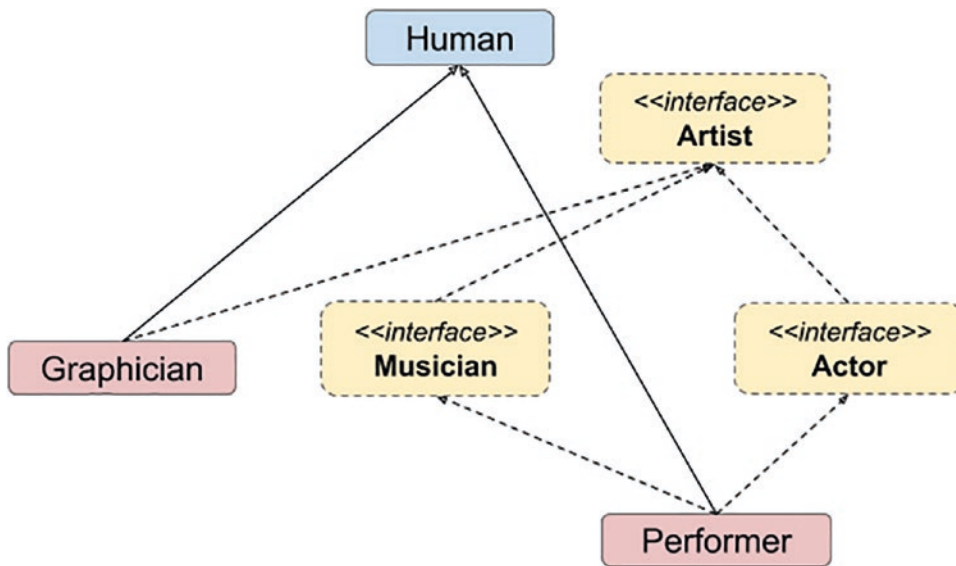 Human
<<interface>>
Artist
<<interface>>
Musician
<<interface>>
Actor
Graphician
Performer